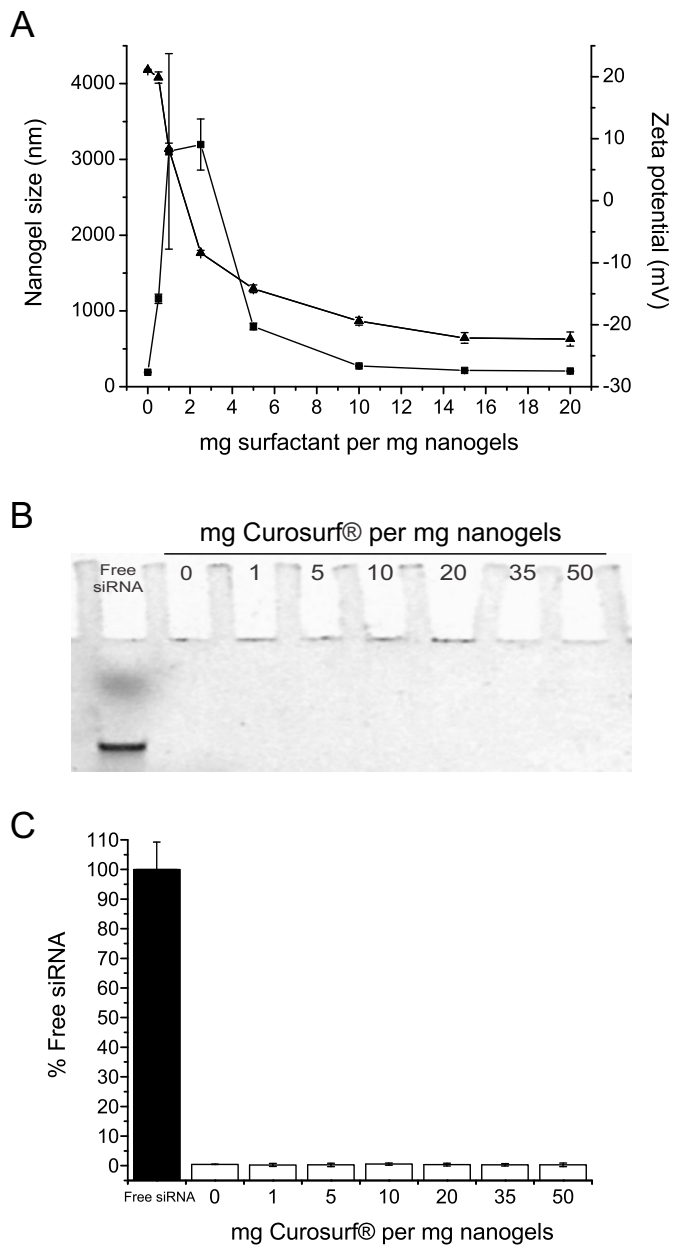 A
Nanogel size (nm)
4000
3000
2000
1000
0
20
10
0
-10
-20
-30
Zeta potential (mV)
0 2 4 6 8 10 12 14 16 18 20
mg surfactant per mg nanogels
B
mg Curosurf® per mg nanogels
Free
siRNA
0 1 5 10 20 35 50
C
% Free siRNA
110
100
90
80
70
60
50
40
30
20
10
0
Free siRNA 0 1 5 10 20 35 50
mg Curosurf® per mg nanogels